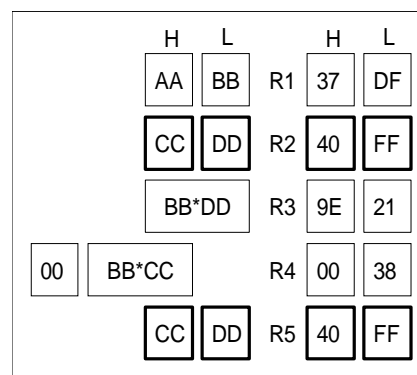 H L H L
AA BB R1 37 DF
CC DD R2 40 FF
BB*DD R3 9E 21
00 BB*CC R4 00 38
CC DD R5 40 FF